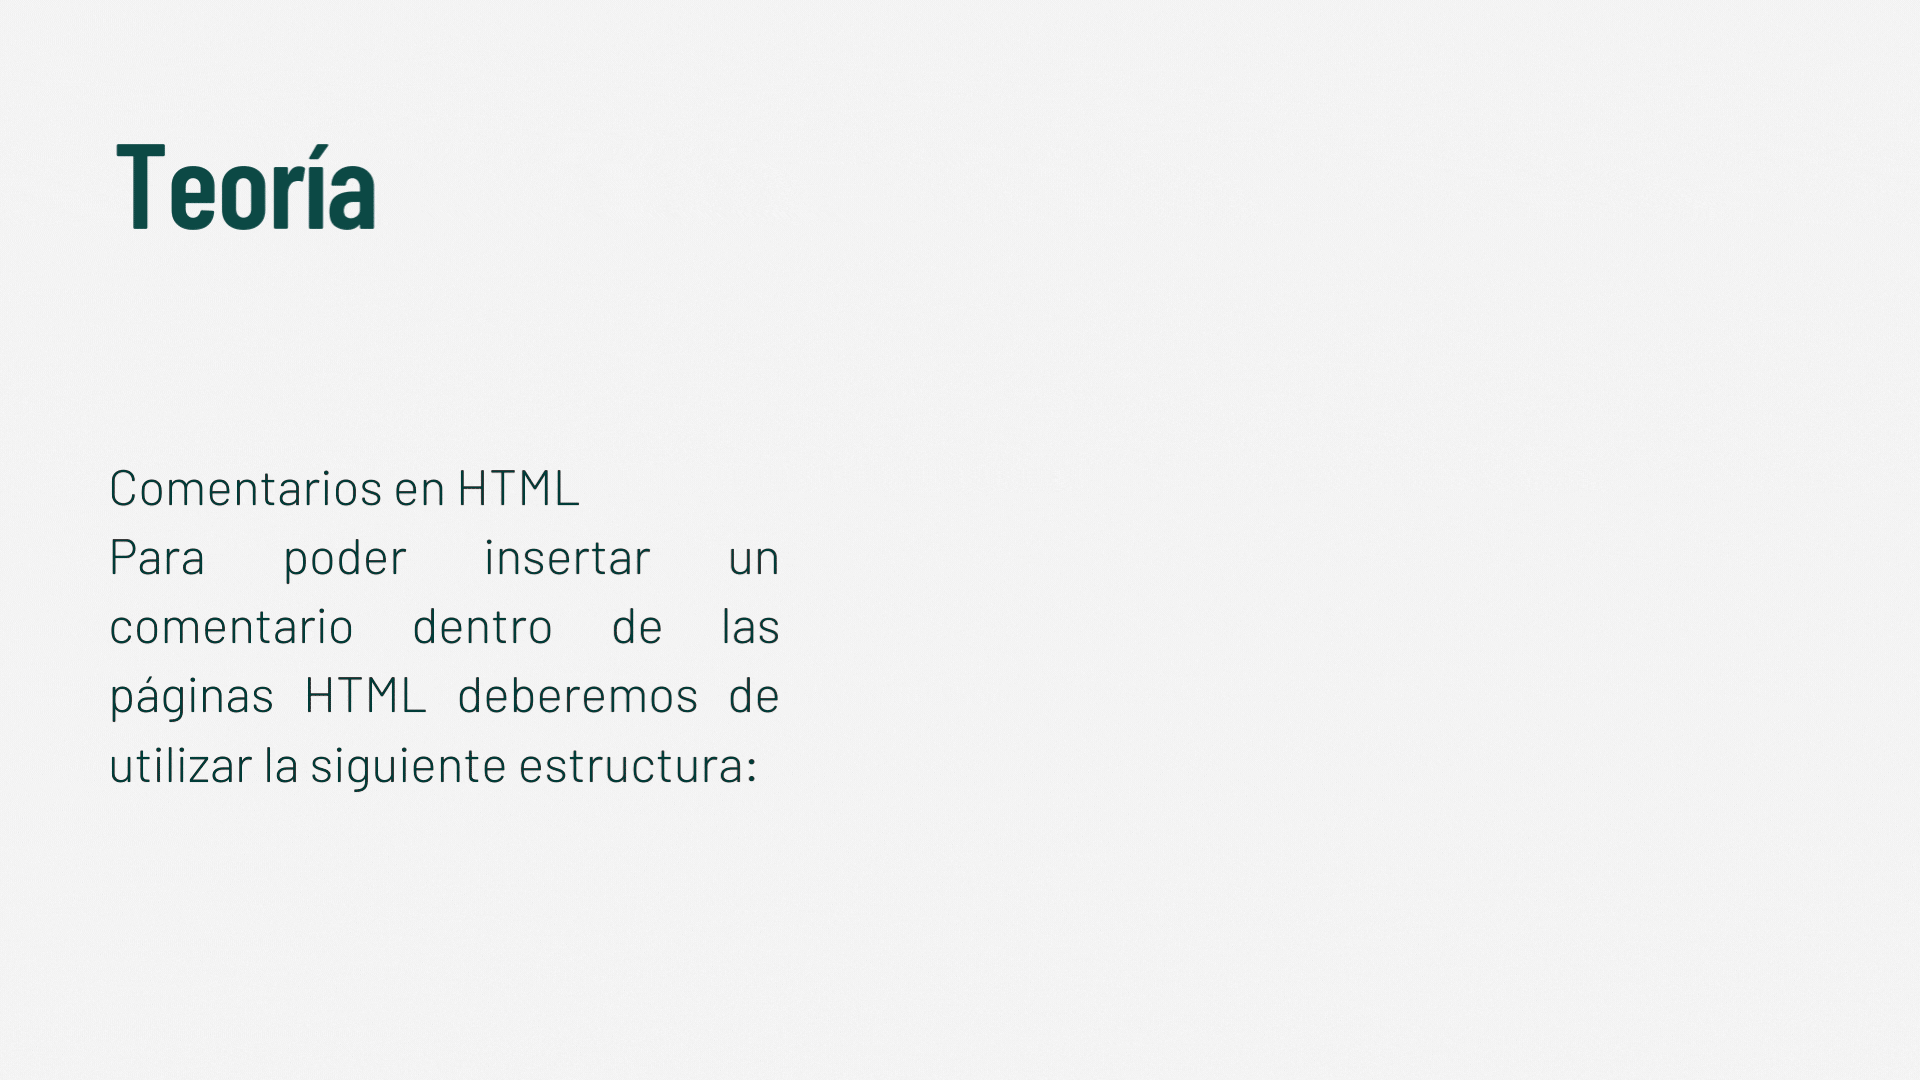 Teoría
Comentarios en HTML
Para poder insertar un
comentario dentro de las
páginas HTML deberemos de
utilizar la siguiente estructura: